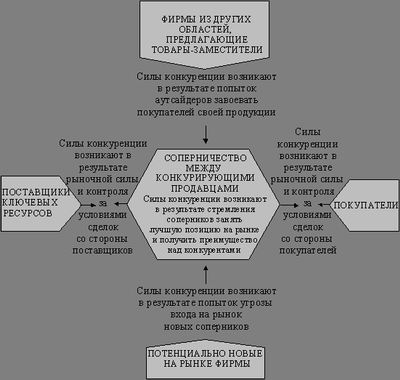 ФИРМЫ ИЗ ДРУГИХ
ОБЛАСТЕЙ,
ПРЕДЛАГАЮЩИЕ
ТОВАРЫ-ЗАМЕСТИТЕЛИ
Силы конкуренции возникают
в результате попыток
аутсайдеров завоевать
покупателей своей продукции
Силы конкуренции
возникают в
результате
рыночной силы
и контроля
за
условиями
сделок
со стороны
поставщиков
ПОСТАВЩИКИ
КЛЮЧЕВЫХ
РЕСУРСОВ
СОПЕРНИЧЕСТВО
МЕЖДУ
КОНКУРИРУЮЩИМИ
ПРОДАВЦАМИ
Силы конкуренции возникают
в результате стремления
соперников занять
лучшую позицию на рынке
и получить преимущество
над конкурентами
Силы
конкуренции
возникают в
результате
рыночной силы
и контроля
за
условиями
сделок
со стороны
покупателей
ПОКУПАТЕЛИ
Силы конкуренции возникают
в результате попыток угрозы
входа на рынок
новых соперников
ПОТЕНЦИАЛЬНО НОВЫЕ
НА РЫНКЕ ФИРМЫ